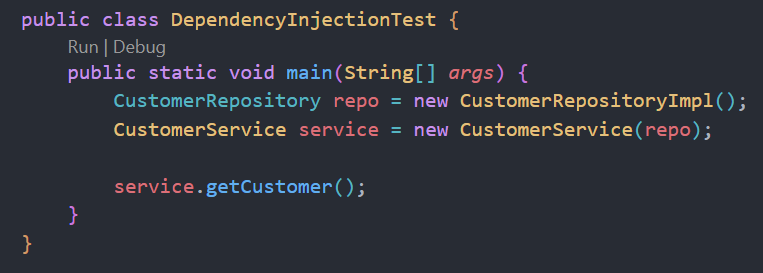 public class DependencyInjectionTest {
Run | Debug
public static void main(String[] args) {
CustomerRepository repo = new CustomerRepositoryImpl();
CustomerService service = new CustomerService(repo);
service.getCustomer();
}
}